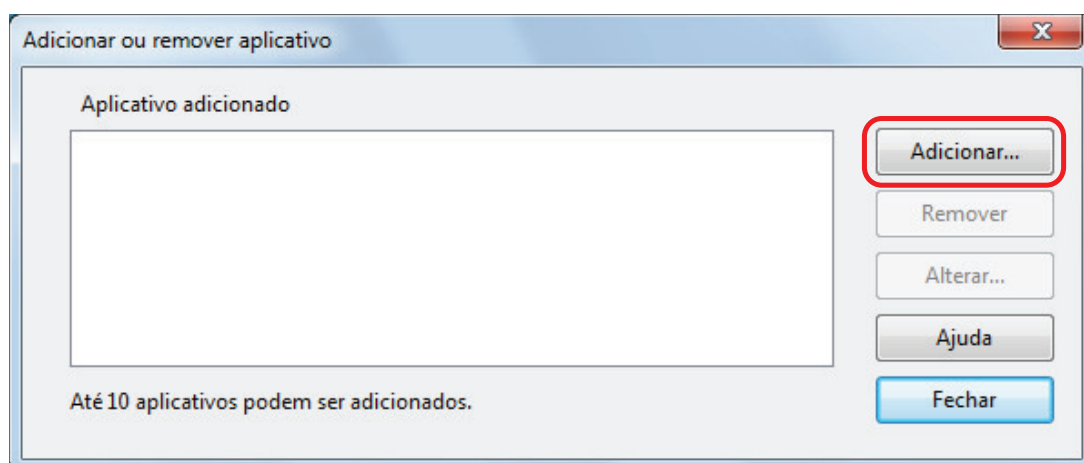 Adicionar ou remover aplicativo
Aplicativo adicionado
Adicionar...
Remover
Alterar...
Ajuda
Até 10 aplicativos podem ser adicionados.
Fechar